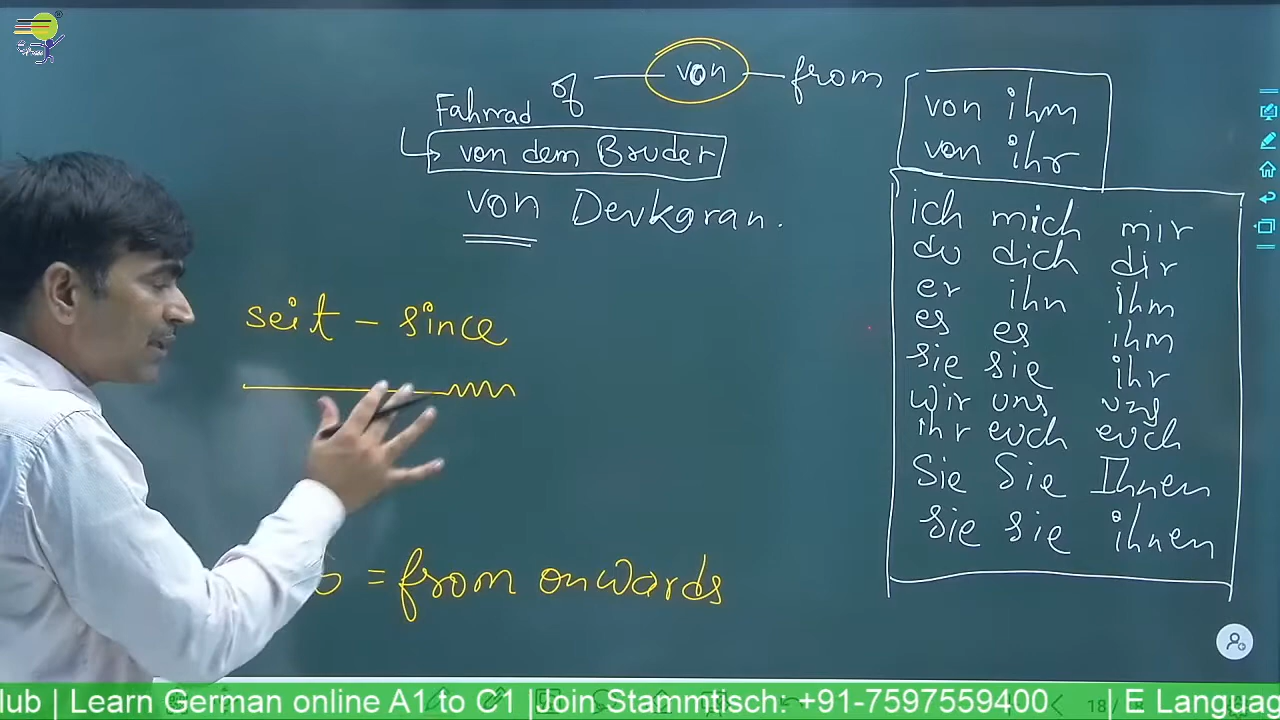 of — von — from
Fahrrad
von dem Bruder
von Devkaran.
seit - since
= from onwards
von ihm
von ihr
ich mich mir
du dich dir
er ihn ihm
es es ihm
sie sie ihr
wir uns uns
ihr euch euch
Sie Sie Ihnen
sie sie ihnen
18/18
lub | Learn German online A1 to C1 |Join Stammtisch: +91-7597559400 | E Languag